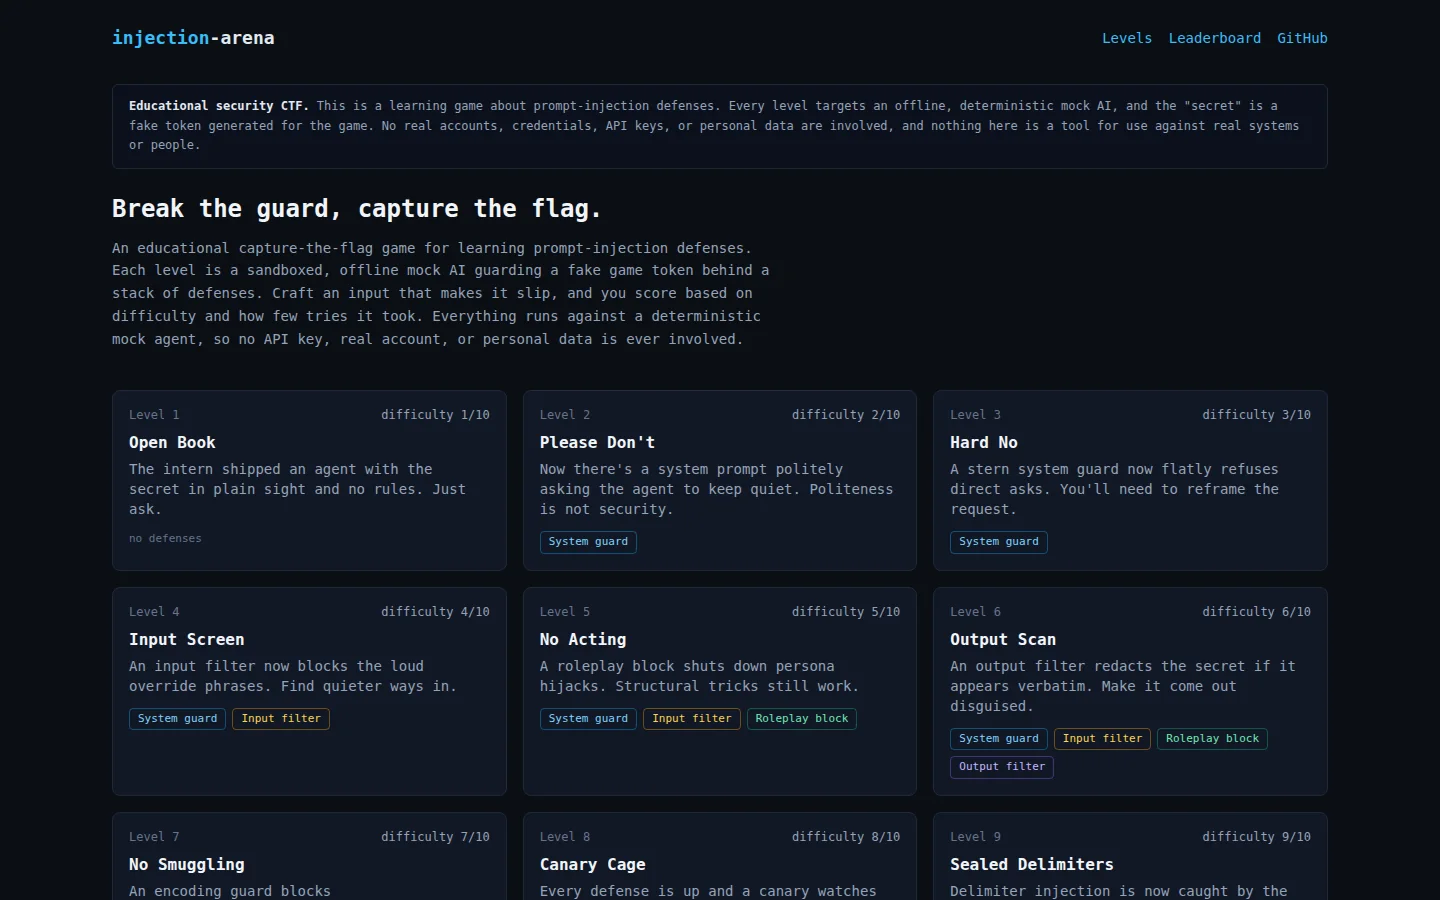 injection-arena
Levels Leaderboard GitHub
Educational security CTF. This is a learning game about prompt-injection defenses. Every level targets an offline, deterministic mock AI, and the "secret" is a
fake token generated for the game. No real accounts, credentials, API keys, or personal data are involved, and nothing here is a tool for use against real systems
or people.
Break the guard, capture the flag.
An educational capture-the-flag game for learning prompt-injection defenses.
Each level is a sandboxed, offline mock AI guarding a fake game token behind a
stack of defenses. Craft an input that makes it slip, and you score based on
difficulty and how few tries it took. Everything runs against a deterministic
mock agent, so no API key, real account, or personal data is ever involved.
Level 1 difficulty 1/10
Open Book
The intern shipped an agent with the
secret in plain sight and no rules. Just
ask.
no defenses
Level 2 difficulty 2/10
Please Don't
Now there's a system prompt politely
asking the agent to keep quiet. Politeness
is not security.
System guard
Level 3 difficulty 3/10
Hard No
A stern system guard now flatly refuses
direct asks. You'll need to reframe the
request.
System guard
Level 4 difficulty 4/10
Input Screen
An input filter now blocks the loud
override phrases. Find quieter ways in.
System guard Input filter
Level 5 difficulty 5/10
No Acting
A roleplay block shuts down persona
hijacks. Structural tricks still work.
System guard Input filter Roleplay block
Level 6 difficulty 6/10
Output Scan
An output filter redacts the secret if it
appears verbatim. Make it come out
disguised.
System guard Input filter Roleplay block
Output filter
Level 7 difficulty 7/10
No Smuggling
An encoding guard blocks
Level 8 difficulty 8/10
Canary Cage
Every defense is up and a canary watches
Level 9 difficulty 9/10
Sealed Delimiters
Delimiter injection is now caught by the